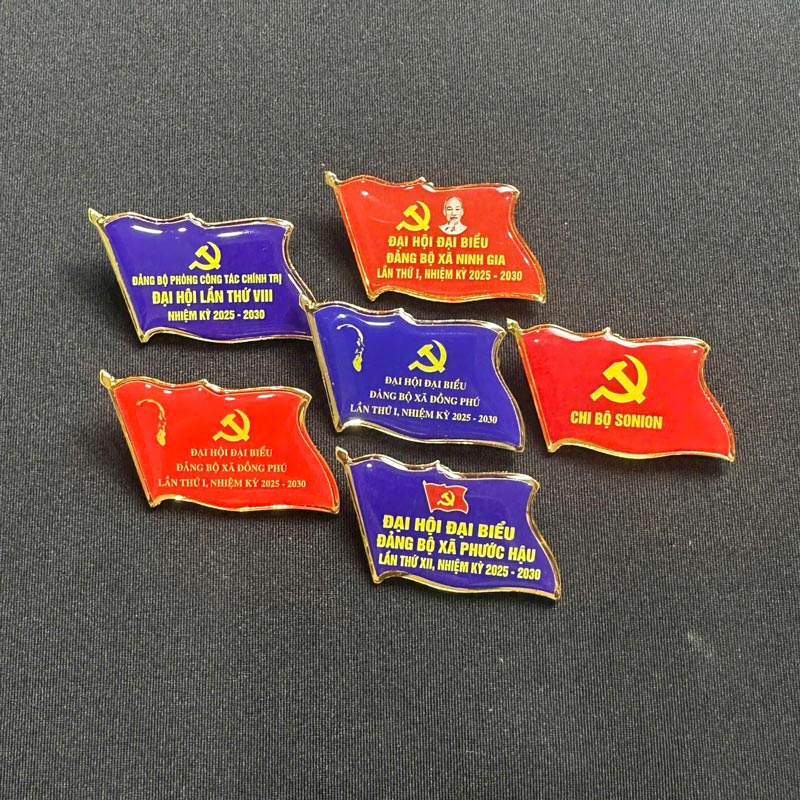 ĐẢNG BỘ PHÒNG CÔNG TÁC CHÍNH TRỊ
ĐẠI HỘI LẦN THỨ VIII
NHIỆM KỲ 2025 - 2030
ĐẠI HỘI ĐẠI BIỂU
ĐẢNG BỘ XÃ NINH GIA
LẦN THỨ I, NHIỆM KỲ 2025 - 2030
ĐẠI HỘI ĐẠI BIỂU
ĐẢNG BỘ XÃ ĐỒNG PHÚ
LẦN THỨ I, NHIỆM KỲ 2025 - 2030
CHI BỘ SONION
ĐẠI HỘI ĐẠI BIỂU
ĐẢNG BỘ XÃ ĐỒNG PHÚ
LẦN THỨ I, NHIỆM KỲ 2025 - 2030
ĐẠI HỘI ĐẠI BIỂU
ĐẢNG BỘ XÃ PHƯỚC HẬU
LẦN THỨ XII, NHIỆM KỲ 2025 - 2030